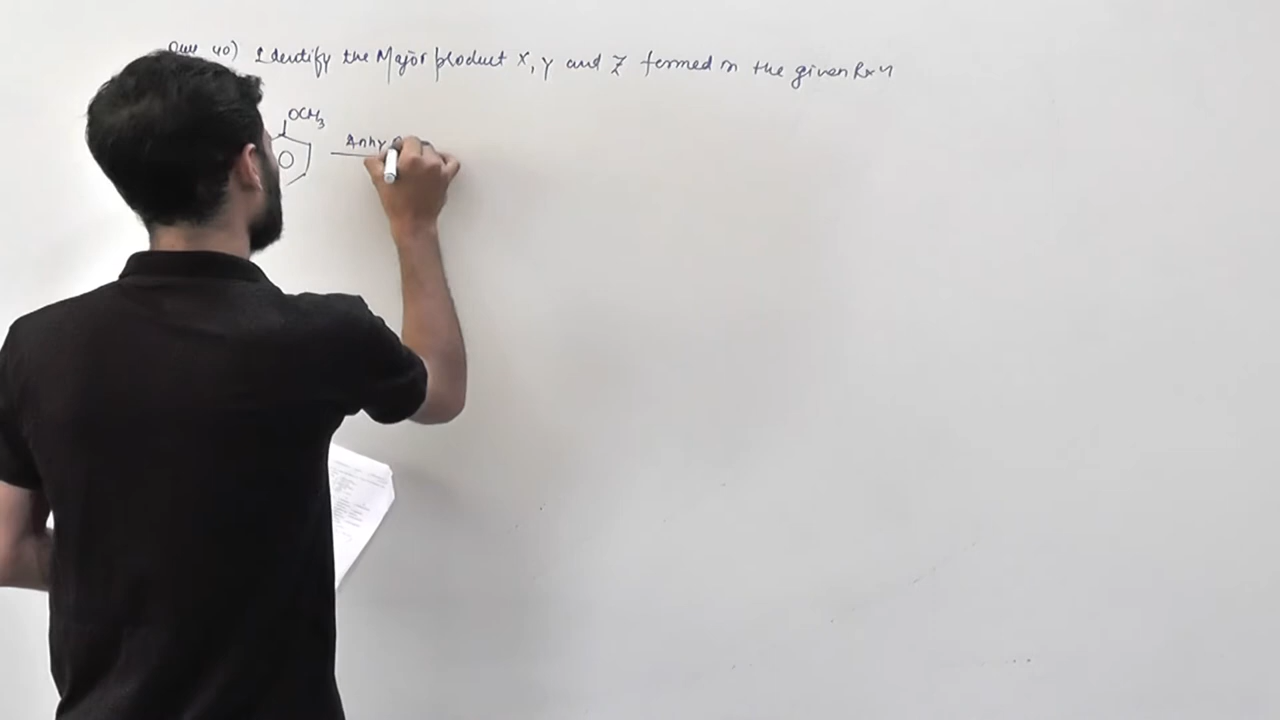 Que 40) Identify the Major product X, Y and Z formed in the given Rxn
OCH3
Anhy